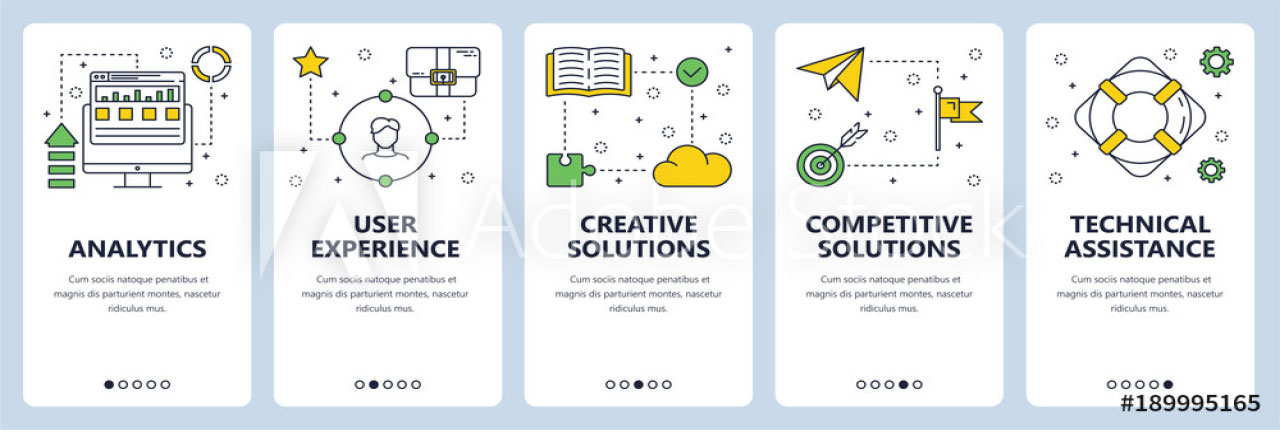 ANALYTICS
Cum sociis natoque penatibus et
magnis dis parturient montes, nascetur
ridiculus mus.
USER
EXPERIENCE
Cum sociis natoque penatibus et
magnis dis parturient montes, nascetur
ridiculus mus.
CREATIVE
SOLUTIONS
Cum sociis natoque penatibus et
magnis dis parturient montes, nascetur
ridiculus mus.
COMPETITIVE
SOLUTIONS
Cum sociis natoque penatibus et
magnis dis parturient montes, nascetur
ridiculus mus.
TECHNICAL
ASSISTANCE
Cum sociis natoque penatibus et
magnis dis parturient montes, nascetur
ridiculus mus.
Adobe Stock
#189995165